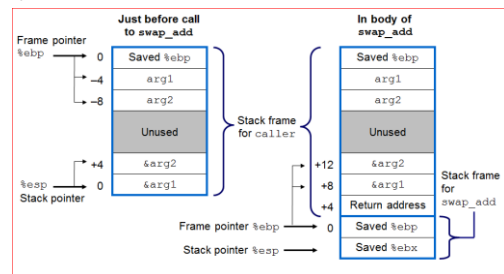 Just before call
to swap_add
In body of
swap_add
Frame pointer
%ebp
0
Saved %ebp
-4
arg1
-8
arg2
Unused
+4
&arg2
%esp
0
&arg1
Stack pointer
Stack frame
for caller
Saved %ebp
arg1
arg2
Unused
+12
&arg2
+8
&arg1
+4
Return address
Frame pointer %ebp
0
Saved %ebp
Stack pointer %esp
Saved %ebx
Stack frame
for
swap_add